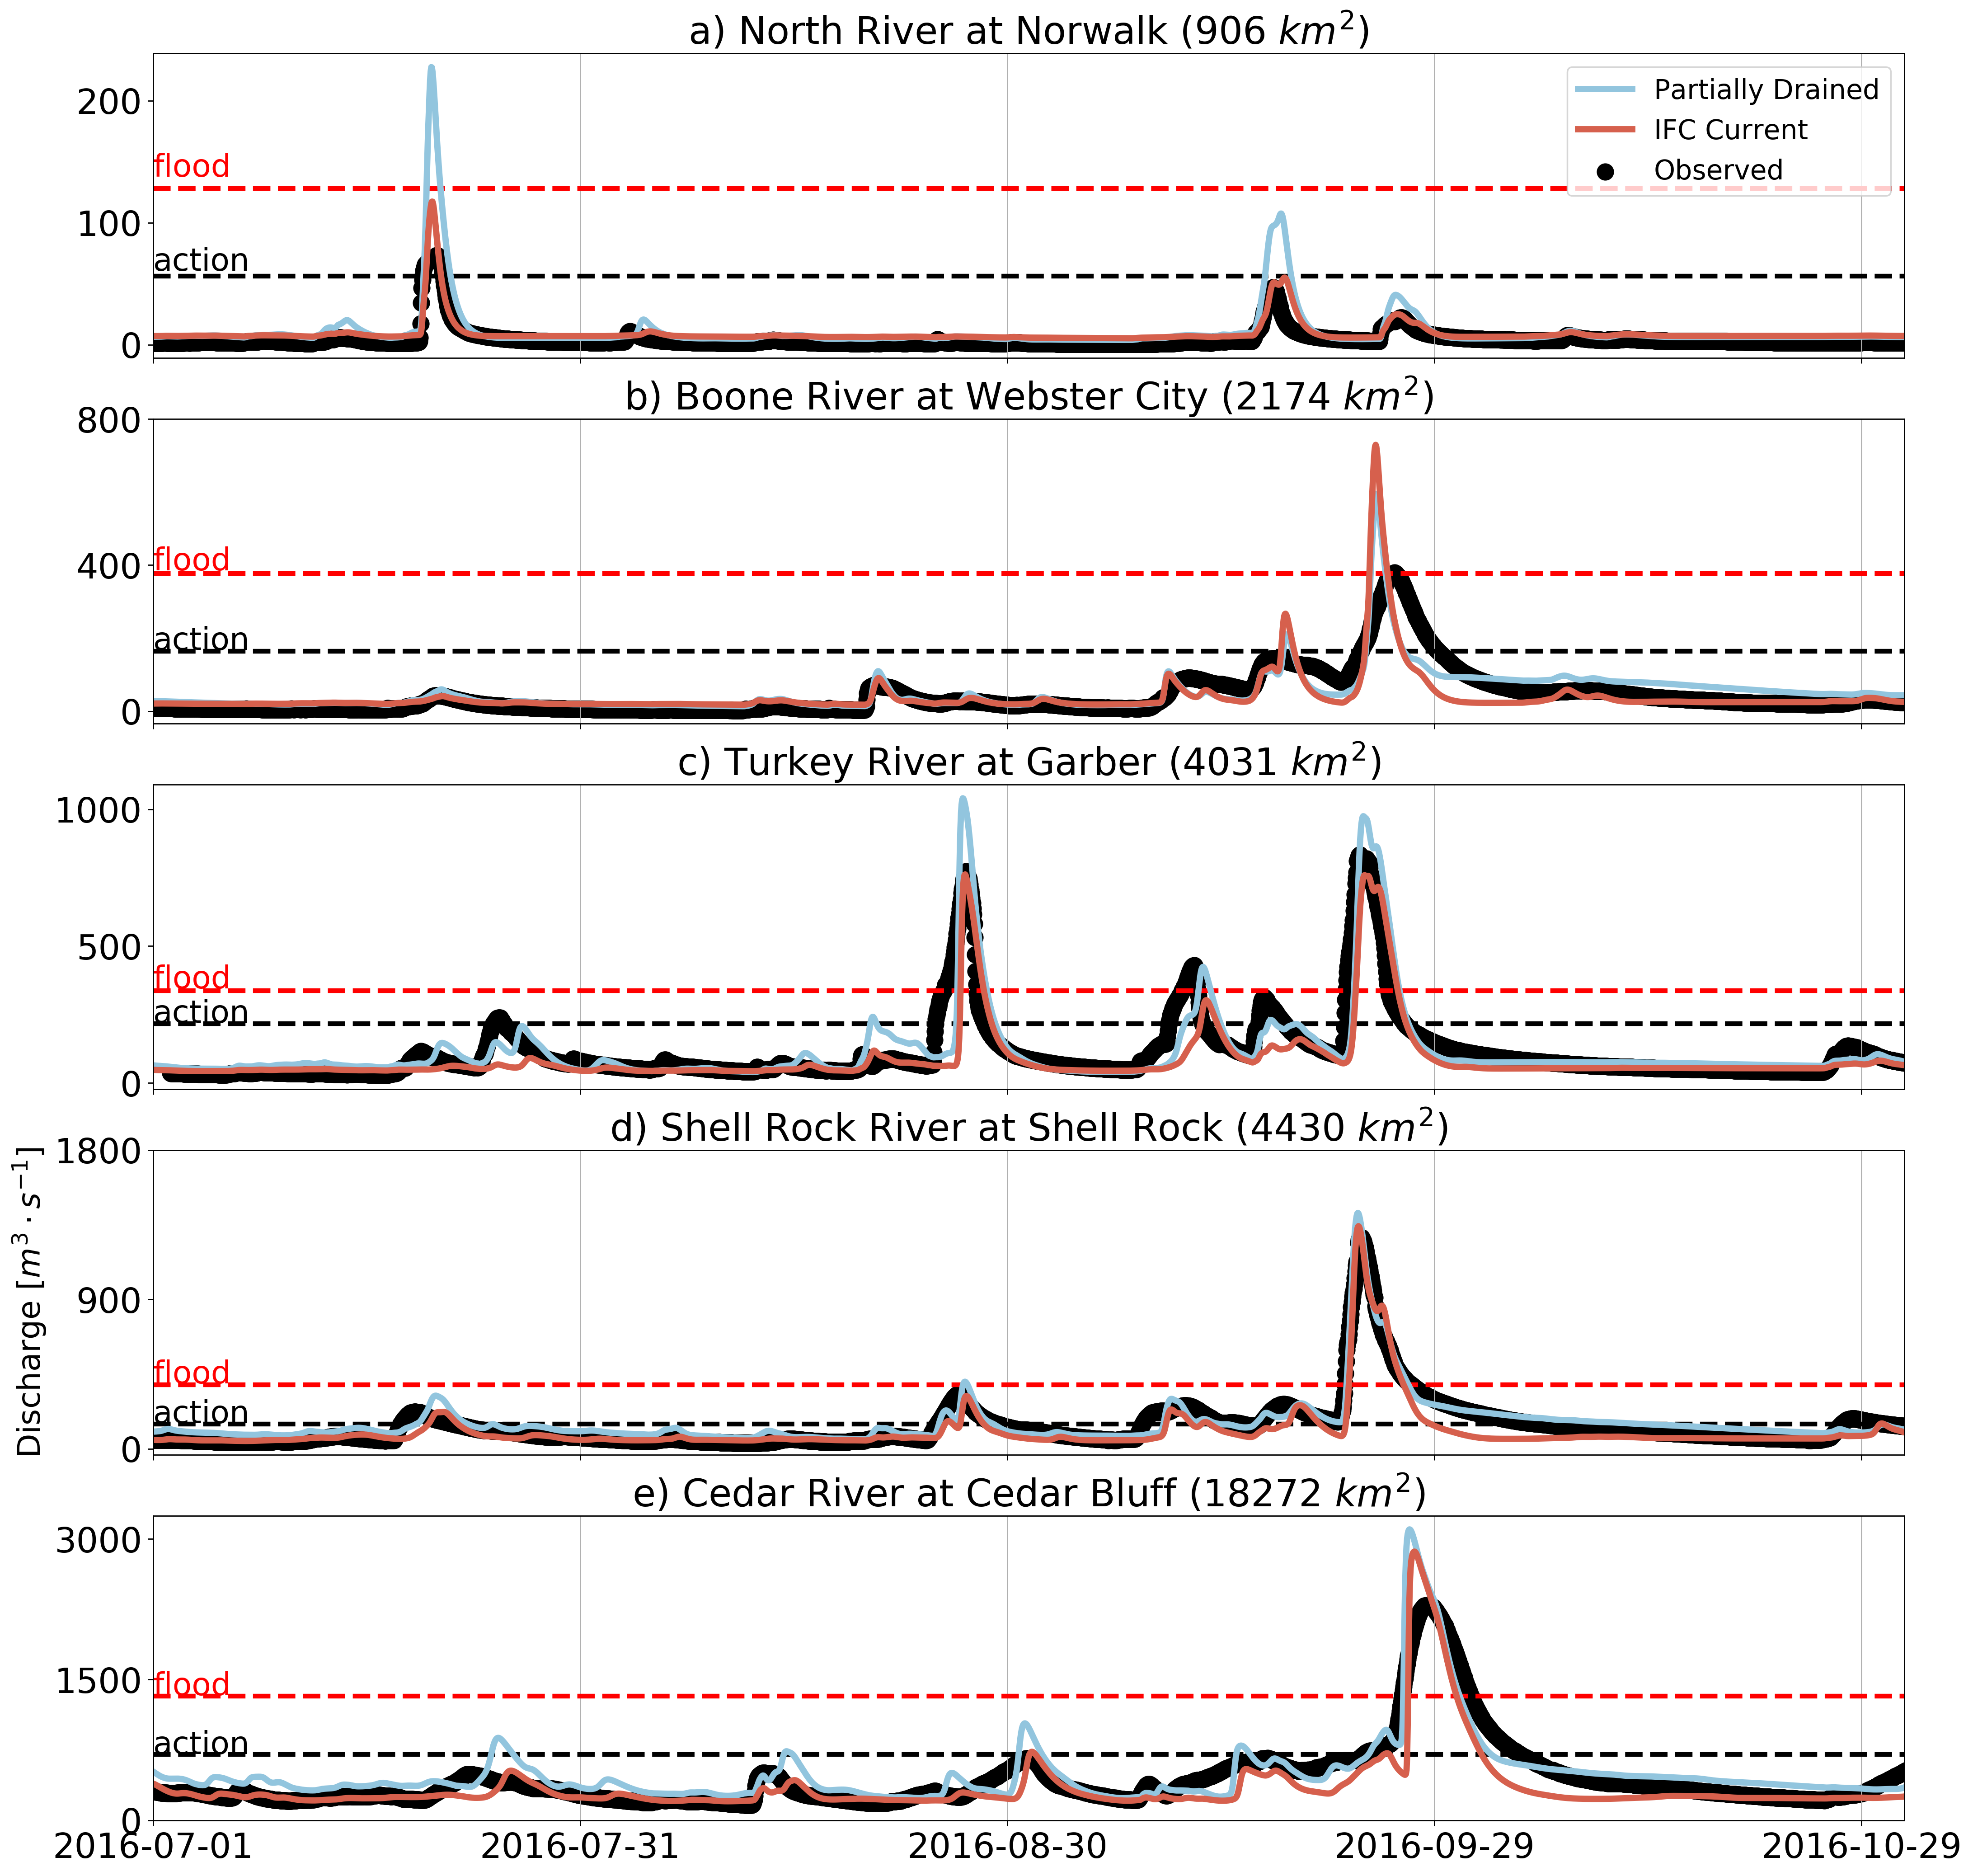 a) North River at Norwalk (906 km²)
200
100
0
flood
action
Partially Drained
IFC Current
Observed
b) Boone River at Webster City (2174 km²)
800
400
0
flood
action
c) Turkey River at Garber (4031 km²)
1000
500
0
flood
action
d) Shell Rock River at Shell Rock (4430 km²)
1800
900
0
flood
action
Discharge [m³ · s⁻¹]
e) Cedar River at Cedar Bluff (18272 km²)
3000
1500
0
flood
action
2016-07-01
2016-07-31
2016-08-30
2016-09-29
2016-10-29